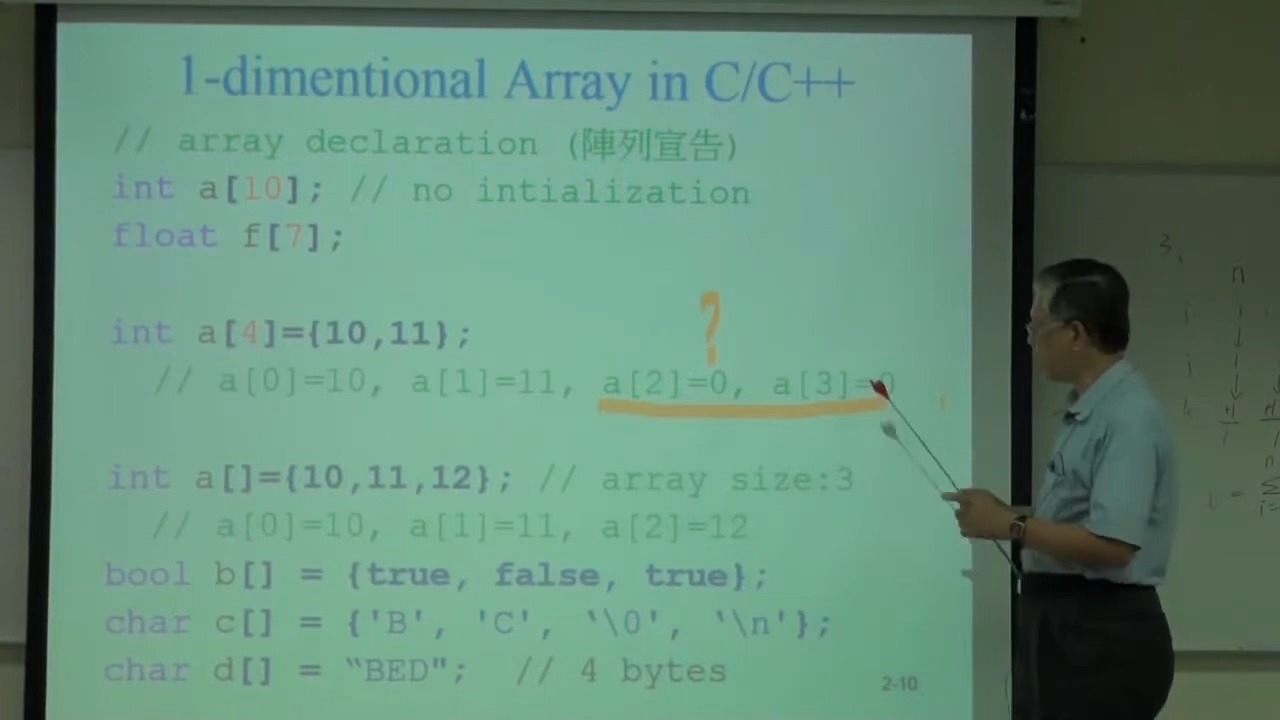 1-dimentional Array in C/C++
// array declaration (陣列宣告)
int a[10]; // no intialization
float f[7];
?
int a[4]={10,11};
// a[0]=10, a[1]=11, a[2]=0, a[3]=0
int a[]={10,11,12}; // array size:3
// a[0]=10, a[1]=11, a[2]=12
bool b[] = {true, false, true};
char c[] = {'B', 'C', ‘\0', ‘\n'};
char d[] = “BED"; // 4 bytes
2-10
3.
n